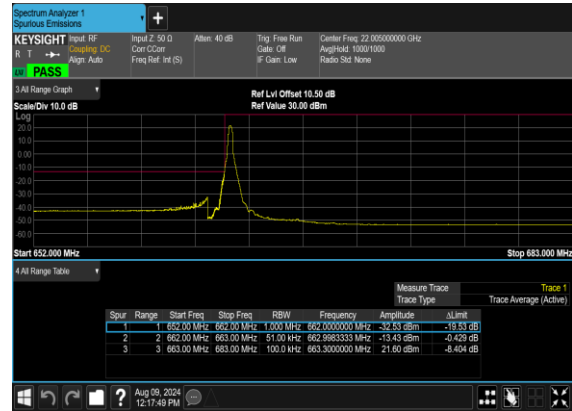 Spectrum Analyzer 1
Spurious Emissions
KEYSIGHT Input: RF Input Z: 50 Ω Atten: 40 dB Trig: Free Run Center Freq: 22.005000000 GHz
R T Coupling: DC Corr CCorr Gate: Off Avg|Hold: 1000/1000
Align: Auto Freq Ref: Int (S) IF Gain: Low Radio Std: None
PASS
3 All Range Graph
Ref Lvl Offset 10.50 dB
Scale/Div 10.0 dB Ref Value 30.00 dBm
Log
20.0
10.0
0.00
-10.0
-20.0
-30.0
-40.0
-50.0
-60.0
Start 652.000 MHz Stop 683.000 MHz
4 All Range Table
Measure Trace Trace 1
Trace Type Trace Average (Active)
Spur Range Start Freq Stop Freq RBW Frequency Amplitude ΔLimit
1 1 652.00 MHz 662.00 MHz 1.000 MHz 662.0000000 MHz -32.53 dBm -19.53 dB
2 2 662.00 MHz 663.00 MHz 51.00 kHz 662.9983333 MHz -13.43 dBm -0.429 dB
3 3 663.00 MHz 683.00 MHz 100.0 kHz 663.3000000 MHz 21.60 dBm -8.404 dB
? Aug 09, 2024
12:17:49 PM